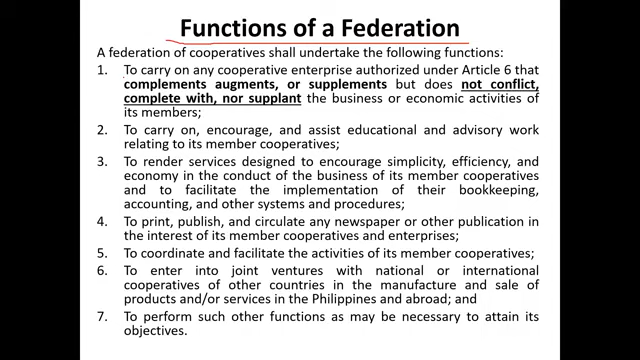 Functions of a Federation
A federation of cooperatives shall undertake the following functions:
1. To carry on any cooperative enterprise authorized under Article 6 that
complements augments, or supplements but does not conflict,
complete with, nor supplant the business or economic activities of
its members;
2. To carry on, encourage, and assist educational and advisory work
relating to its member cooperatives;
3. To render services designed to encourage simplicity, efficiency, and
economy in the conduct of the business of its member cooperatives
and to facilitate the implementation of their bookkeeping,
accounting, and other systems and procedures;
4. To print, publish, and circulate any newspaper or other publication in
the interest of its member cooperatives and enterprises;
5. To coordinate and facilitate the activities of its member cooperatives;
6. To enter into joint ventures with national or international
cooperatives of other countries in the manufacture and sale of
products and/or services in the Philippines and abroad; and
7. To perform such other functions as may be necessary to attain its
objectives.